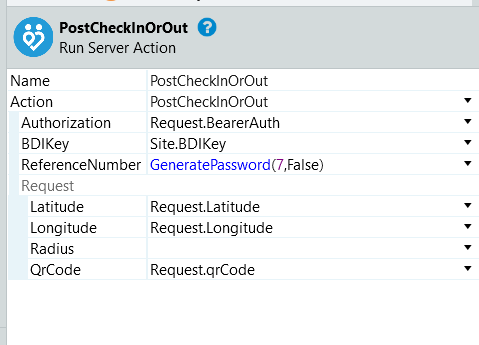 PostCheckInOrOut ?
Run Server Action
Name PostCheckInOrOut
Action PostCheckInOrOut
Authorization Request.BearerAuth
BDIKey Site.BDIKey
ReferenceNumber GeneratePassword(7,False)
Request
Latitude Request.Latitude
Longitude Request.Longitude
Radius
QrCode Request.qrCode